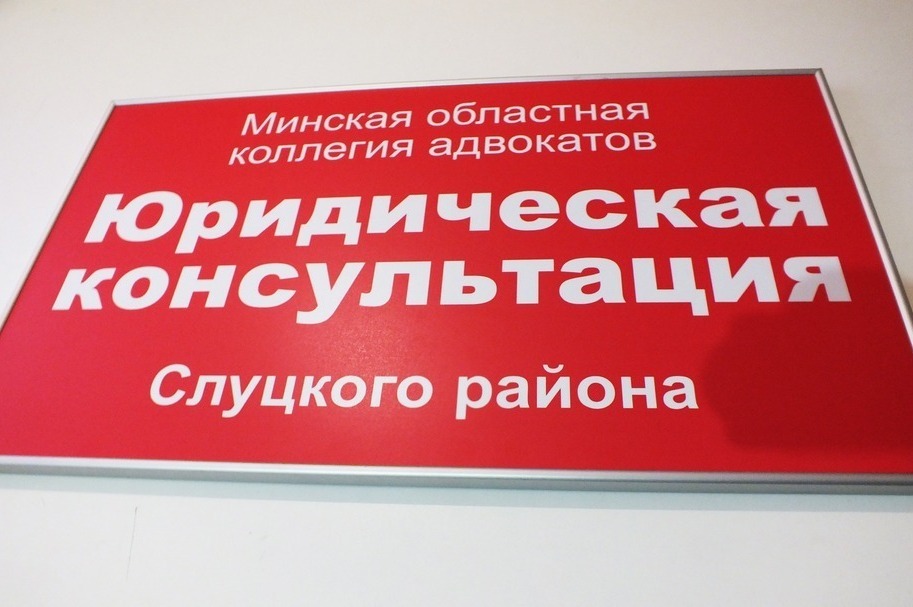 Минская областная
коллегия адвокатов
Юридическая
консультация
Слуцкого района